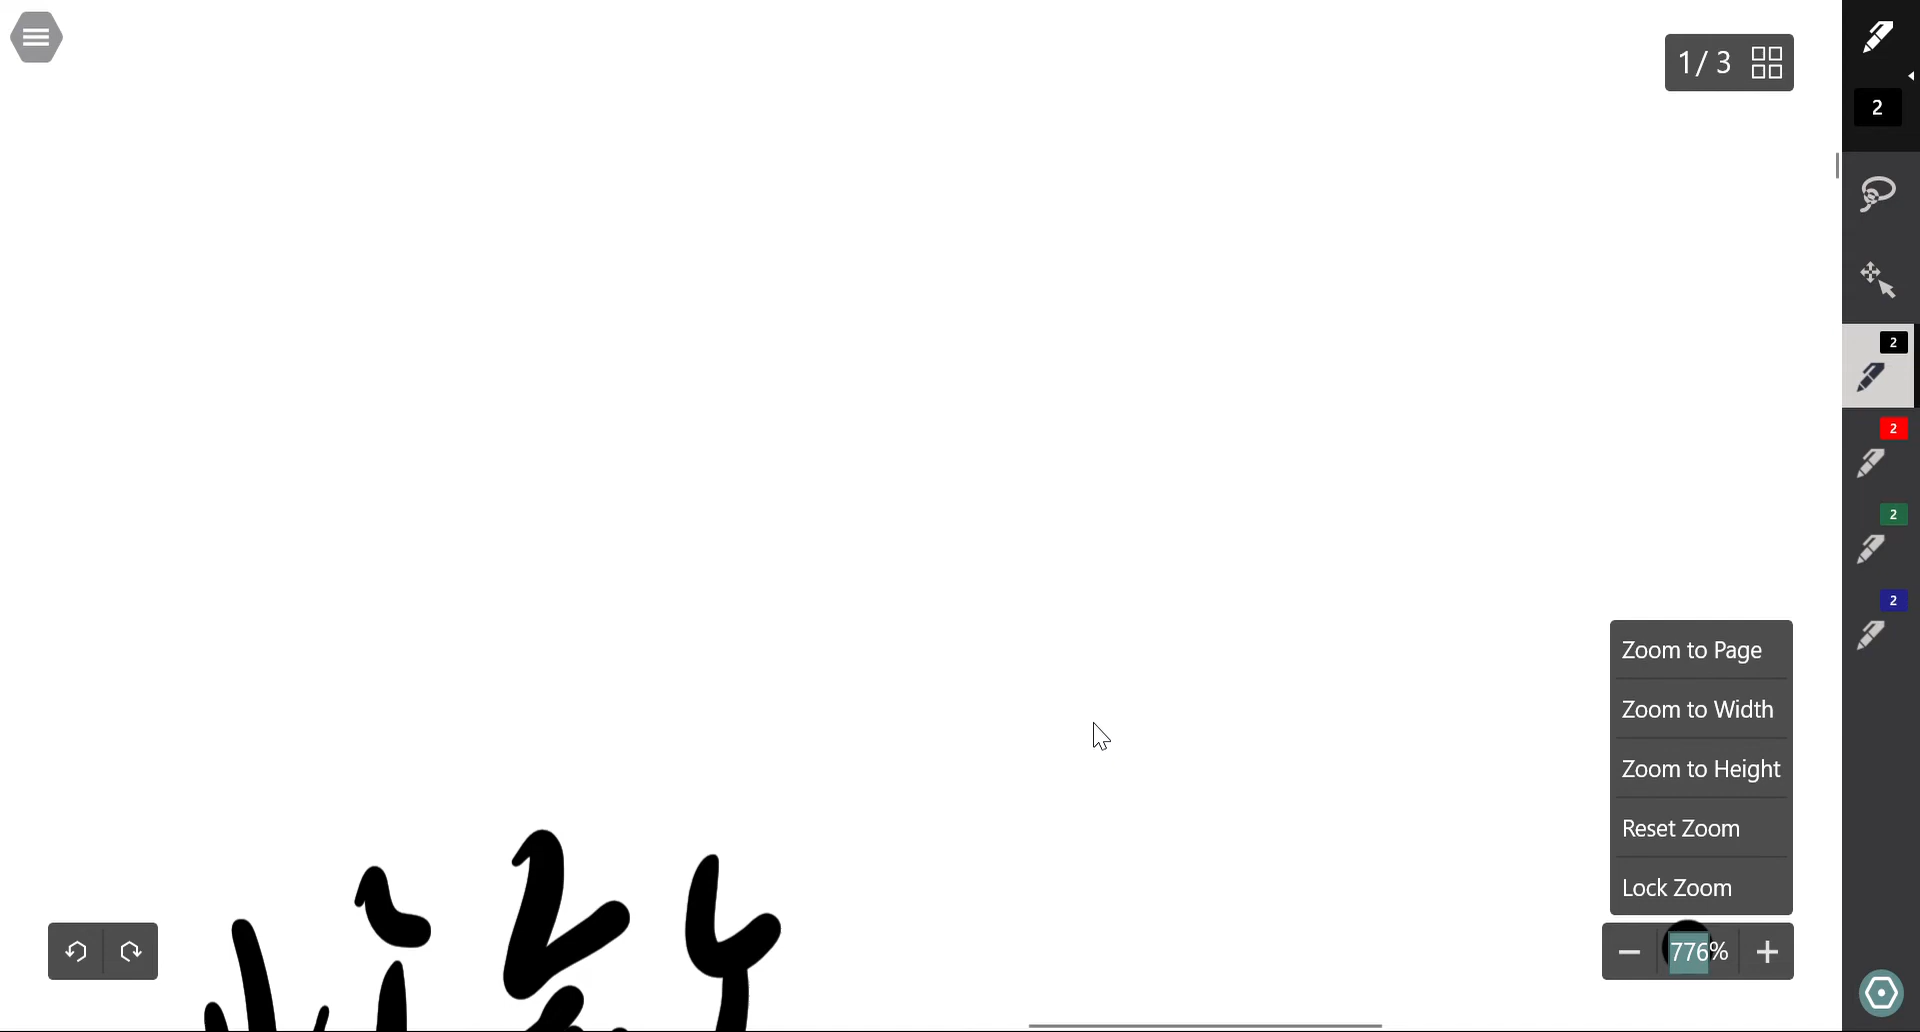 1/ 3
2
2
2
2
2
Zoom to Page
Zoom to Width
Zoom to Height
Reset Zoom
Lock Zoom
776%